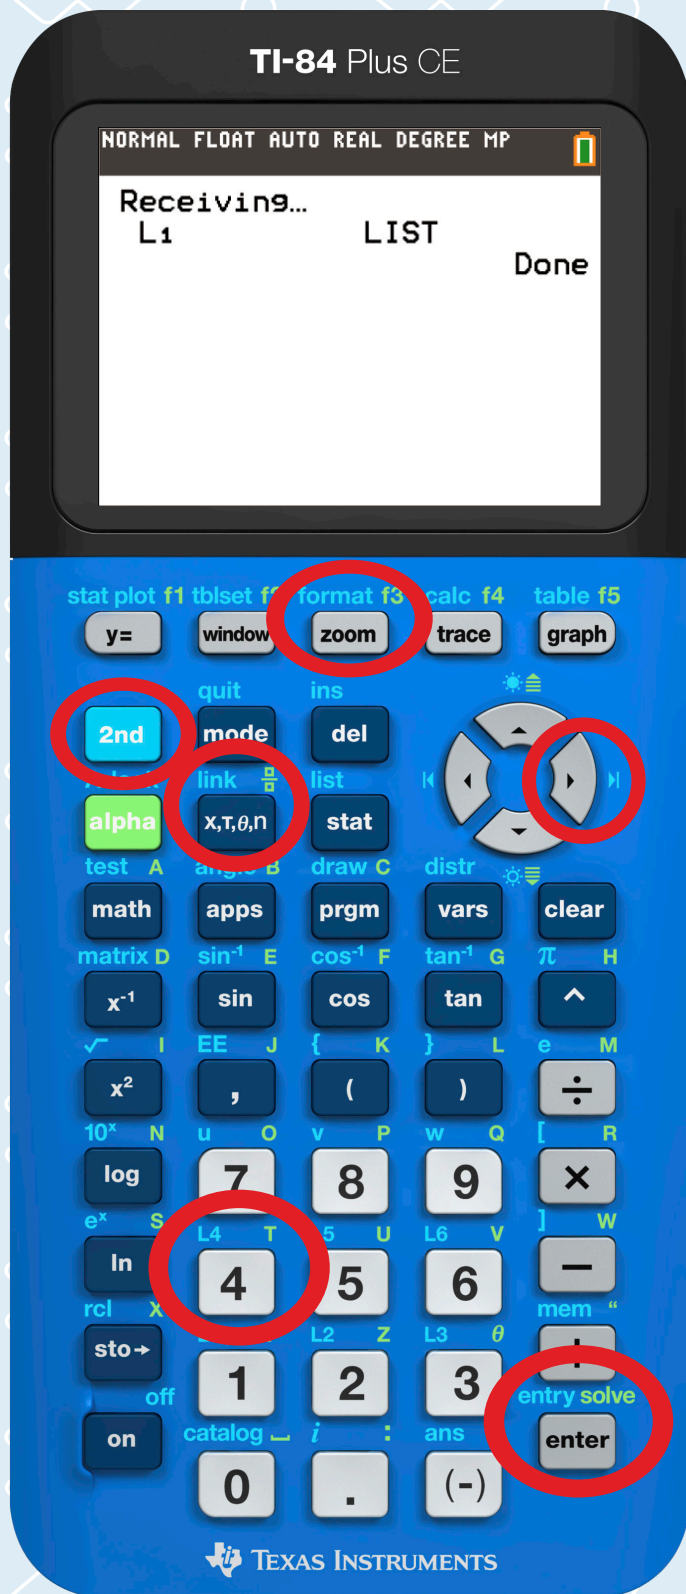 TI-84 Plus CE
NORMAL FLOAT AUTO REAL DEGREE MP
Receiving...
L1 LIST
Done
stat plot f1 tblset format f3 calc f4 table f5
y= window zoom trace graph
quit ins
2nd mode del
link list
alpha X,T,θ,n stat
test A angle B draw C distr
math apps prgm vars clear
matrix D sin⁻¹ E cos⁻¹ F tan⁻¹ G π H
x⁻¹ sin cos tan ^
√ I EE J { K } L e M
x² , ( ) ÷
10ˣ N u O v P w Q [ R
log 7 8 9 ×
eˣ S L4 T U L6 V ] W
ln 4 5 6 −
rcl X L2 Z L3 θ mem "
sto→ 1 2 3 +
off catalog ⎵ i : ans entry solve
on 0 . (-) enter
TEXAS INSTRUMENTS